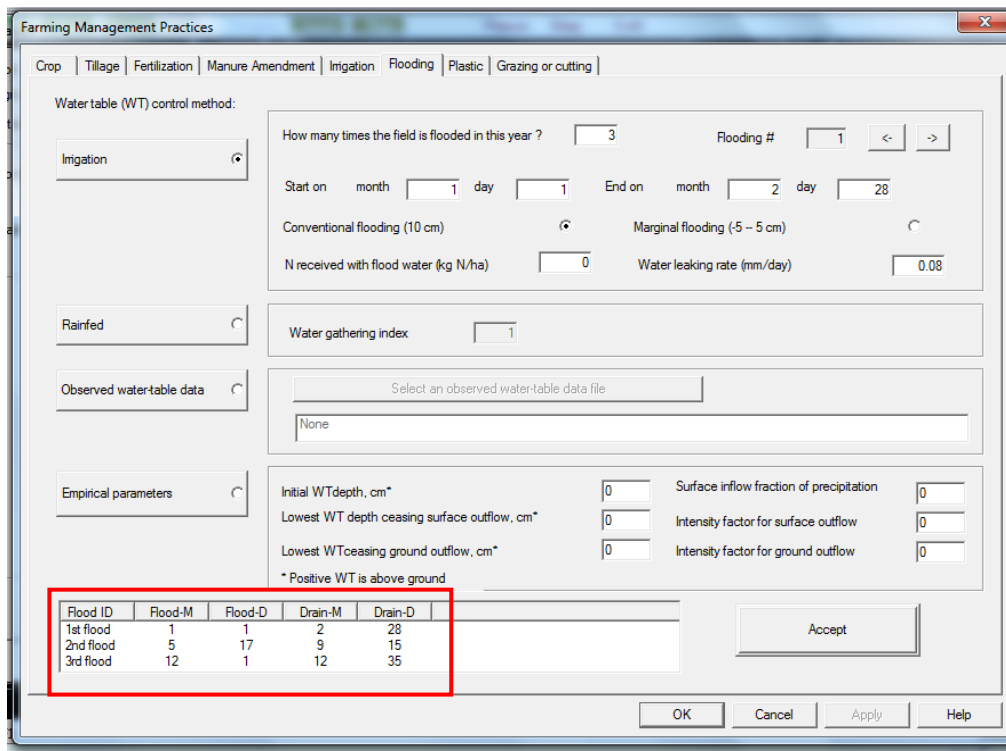 Farming Management Practices
Crop Tillage Fertilization Manure Amendment Irrigation Flooding Plastic Grazing or cutting
Water table (WT) control method:
How many times the field is flooded in this year ? 3 Flooding # 1 <- ->
Irrigation
Start on month 1 day 1 End on month 2 day 28
Conventional flooding (10 cm) Marginal flooding (-5 -- 5 cm)
N received with flood water (kg N/ha) 0 Water leaking rate (mm/day) 0.08
Rainfed Water gathering index 1
Observed water-table data Select an observed water-table data file
None
Empirical parameters Initial WTdepth, cm* 0 Surface inflow fraction of precipitation 0
Lowest WT depth ceasing surface outflow, cm* 0 Intensity factor for surface outflow 0
Lowest WTceasing ground outflow, cm* 0 Intensity factor for ground outflow 0
* Positive WT is above ground
Flood ID Flood-M Flood-D Drain-M Drain-D
1st flood 1 1 2 28
2nd flood 5 17 9 15
3rd flood 12 1 12 35
Accept
OK Cancel Apply Help